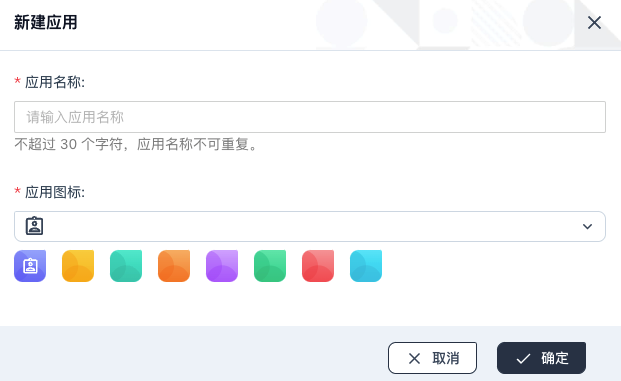 新建应用
* 应用名称:
请输入应用名称
不超过 30 个字符，应用名称不可重复。
* 应用图标:
取消 确定